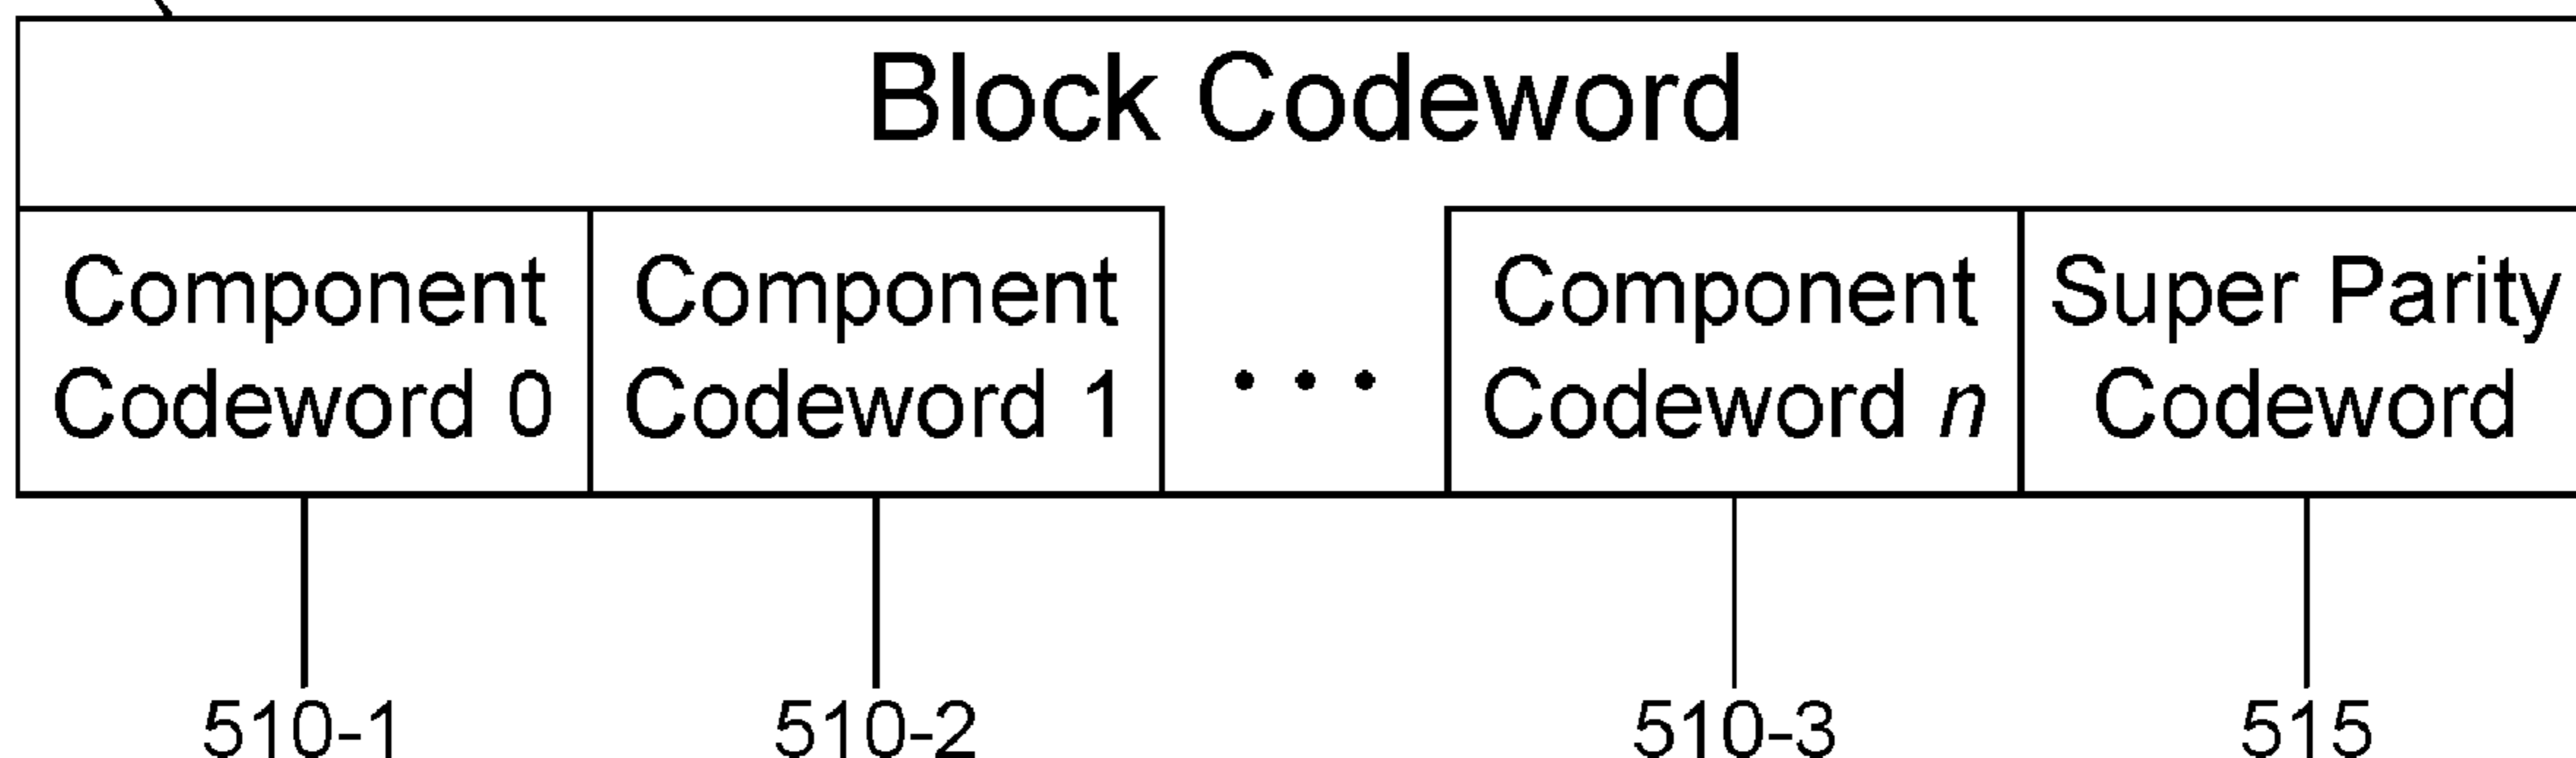 Block Codeword
Component Component Component Super Parity
Codeword 0 Codeword 1 • • • Codeword n Codeword
510-1 510-2 510-3 515